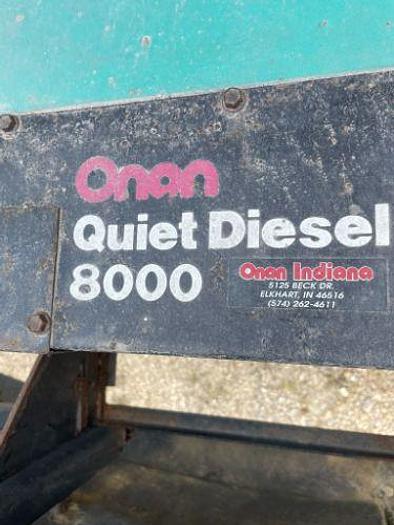 Onan
Quiet Diesel
8000
Onan Indiana
5125 BECK DR.
ELKHART, IN 46516
(574) 262-4611